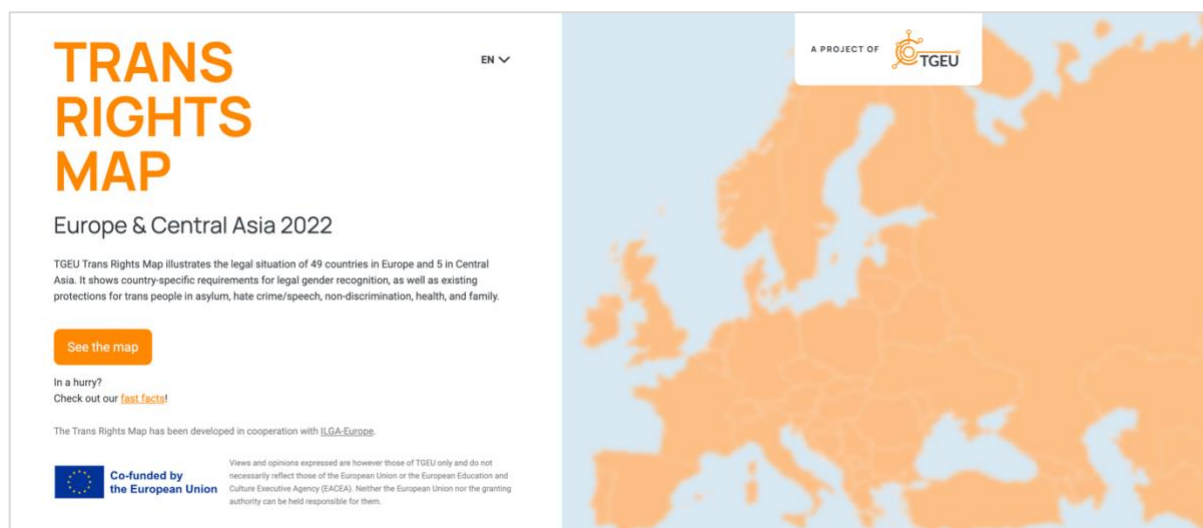 TRANS
RIGHTS
MAP
EN
Europe & Central Asia 2022
TGEU Trans Rights Map illustrates the legal situation of 49 countries in Europe and 5 in Central
Asia. It shows country-specific requirements for legal gender recognition, as well as existing
protections for trans people in asylum, hate crime/speech, non-discrimination, health, and family.
See the map
In a hurry?
Check out our fast facts!
The Trans Rights Map has been developed in cooperation with ILGA-Europe.
Co-funded by
the European Union
Views and opinions expressed are however those of TGEU only and do not
necessarily reflect those of the European Union or the European Education and
Culture Executive Agency (EACEA). Neither the European Union nor the granting
authority can be held responsible for them.
A PROJECT OF
TGEU